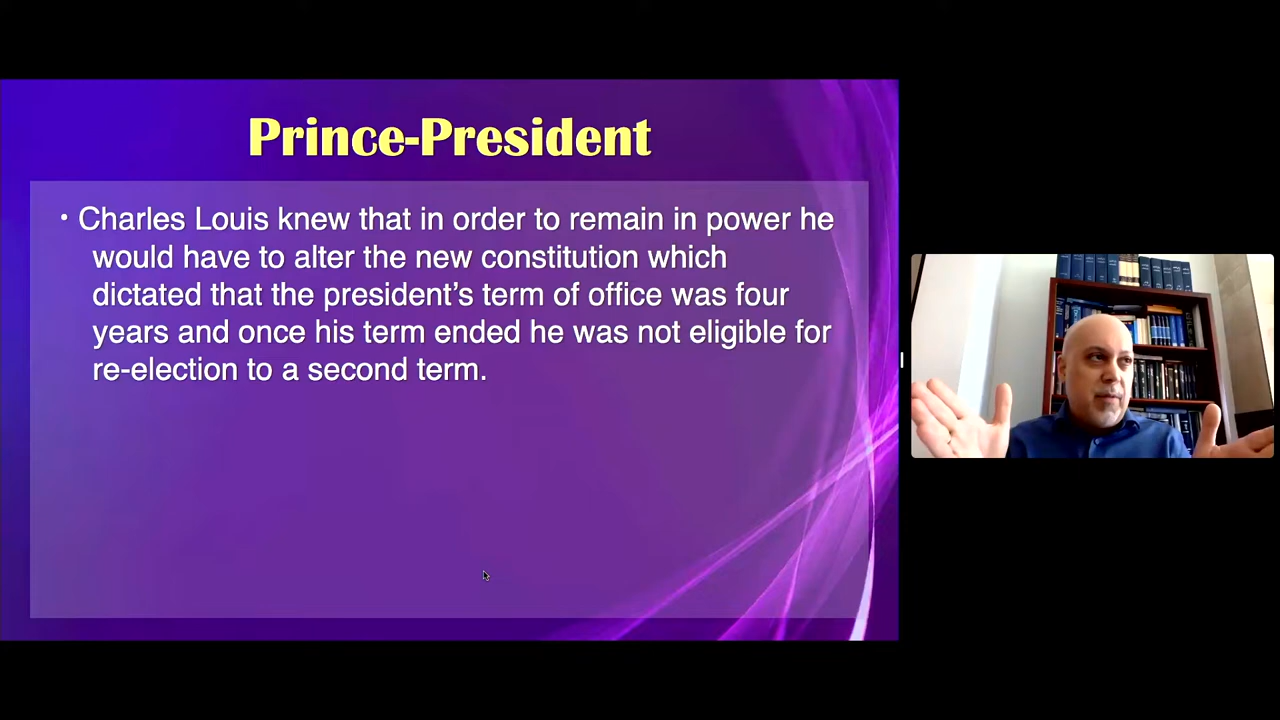 Prince-President
• Charles Louis knew that in order to remain in power he
would have to alter the new constitution which
dictated that the president’s term of office was four
years and once his term ended he was not eligible for
re-election to a second term.